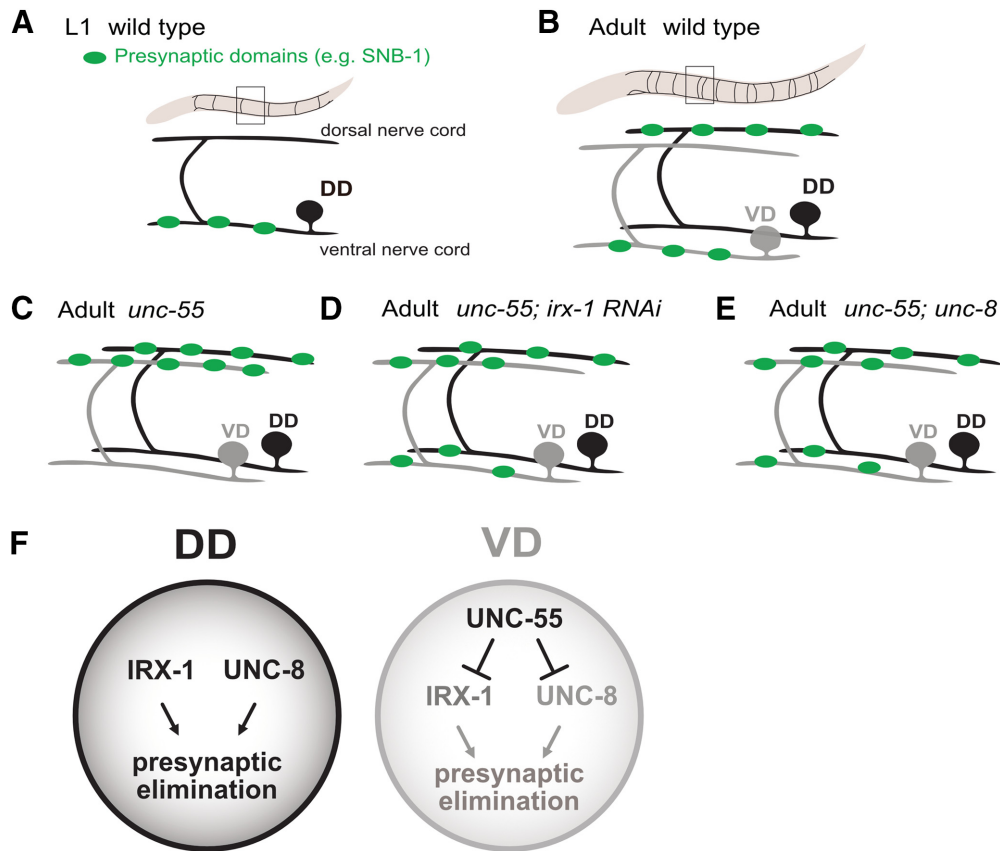 A L1 wild type
Presynaptic domains (e.g. SNB-1)
dorsal nerve cord
DD
ventral nerve cord
B Adult wild type
DD
VD
C Adult unc-55
VD
DD
D Adult unc-55; irx-1 RNAi
VD
DD
E Adult unc-55; unc-8
VD
DD
F
DD
IRX-1 UNC-8
presynaptic
elimination
VD
UNC-55
IRX-1 UNC-8
presynaptic
elimination